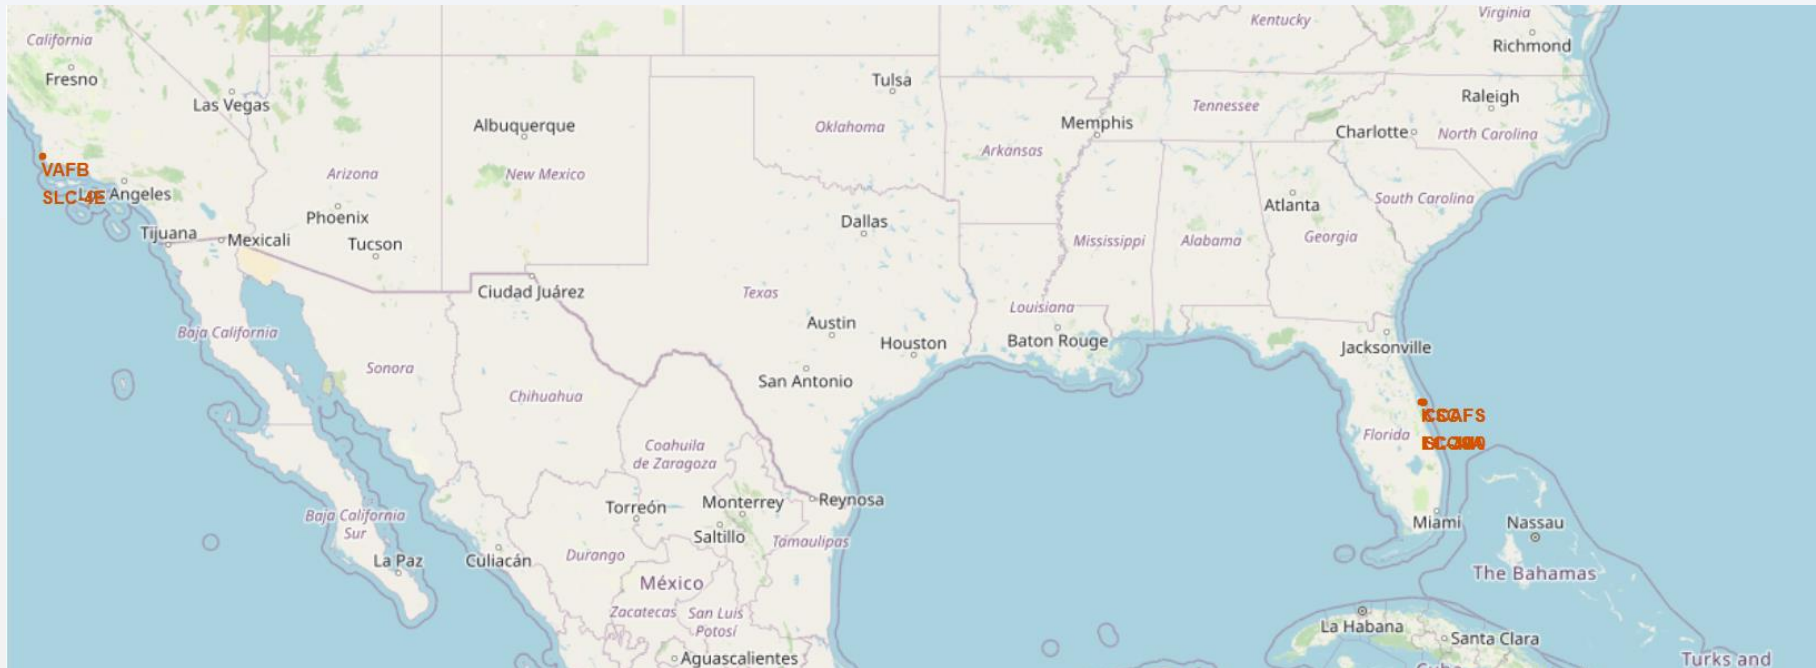 Virginia
Kentucky
California
Richmond
Fresno
Tulsa
Las Vegas
Raleigh
Tennessee
Memphis
Albuquerque
Oklahoma
Charlotte
North Carolina
Arkansas
VAFB
Arizona
New Mexico
SLC-4E
Angeles
South Carolina
Atlanta
Phoenix
Dallas
Tijuana
Mexicali
Tucson
Mississippi
Alabama
Georgia
Ciudad Juárez
Texas
Louisiana
Baja California
Austin
Houston
Baton Rouge
Jacksonville
Sonora
San Antonio
Chihuahua
Florida
Coahuila
de Zaragoza
Torreón
Monterrey
Reynosa
Baja California
Sur
Saltillo
Tamaulipas
Miami
Nassau
La Paz
Culiacán
Durango
México
The Bahamas
Zacatecas
San Luis
Potosí
La Habana
Santa Clara
Aguascalientes
Turks and